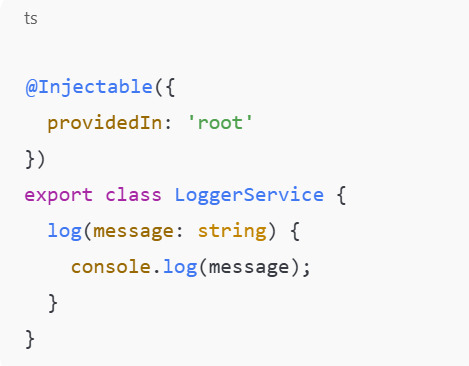 ts
@Injectable({
  providedIn: 'root'
})
export class LoggerService {
  log(message: string) {
    console.log(message);
  }
}